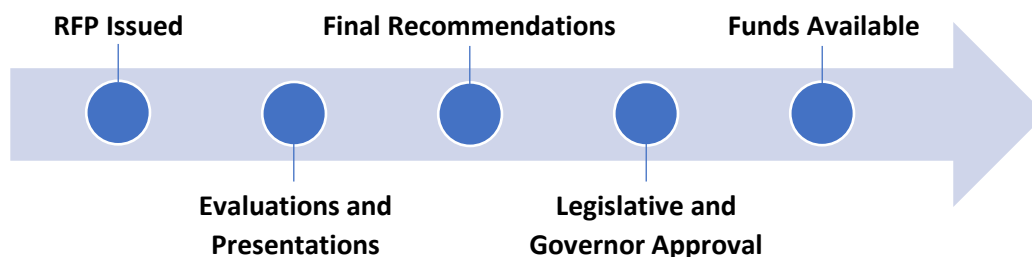 RFP Issued
Final Recommendations
Funds Available
Evaluations and
Presentations
Legislative and
Governor Approval